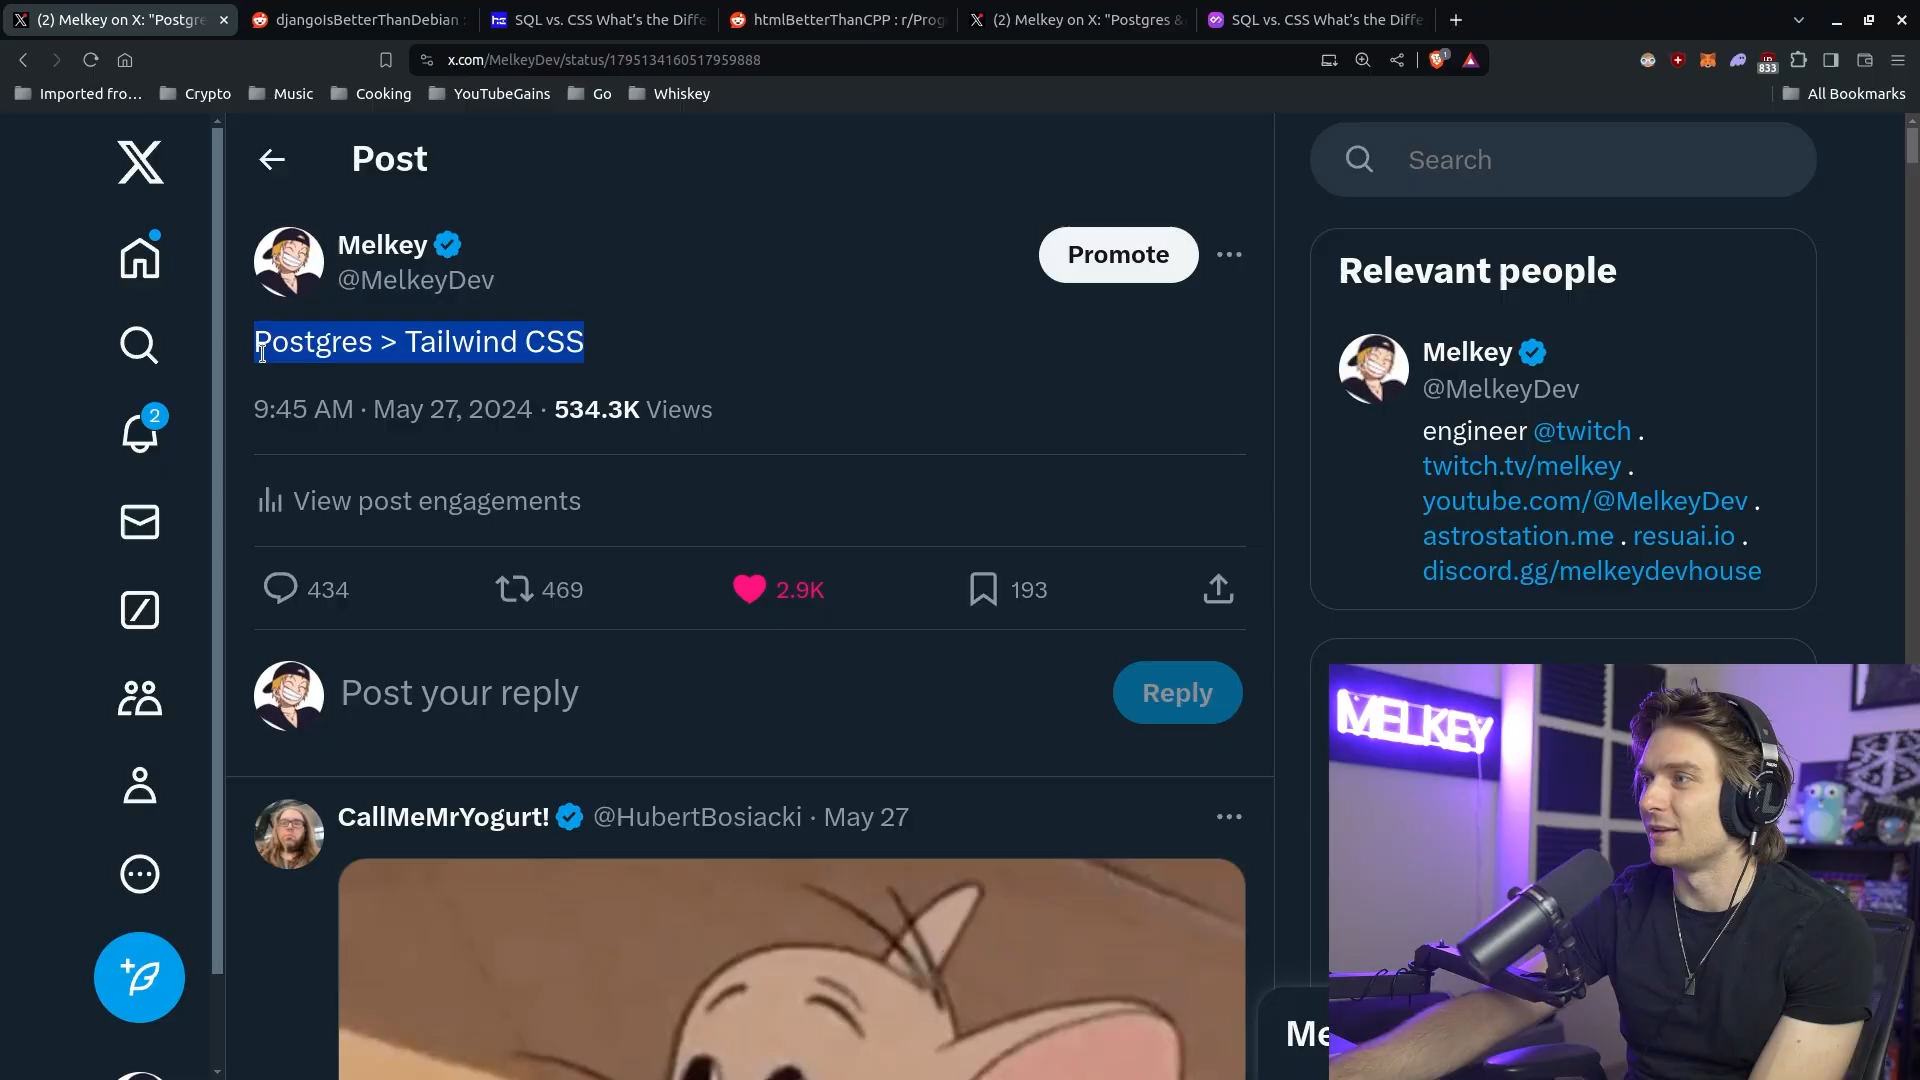 (2) Melkey on X: "Postgre
djangoIsBetterThanDebian :
SQL vs. CSS What's the Diffe
htmlBetterThanCPP : r/Prog
(2) Melkey on X: "Postgres &
SQL vs. CSS What's the Diffe
x.com/MelkeyDev/status/1795134160517959888
1
833
Imported fro...
Crypto
Music
Cooking
YouTubeGains
Go
Whiskey
All Bookmarks
Post
Search
Melkey
@MelkeyDev
Promote
Postgres > Tailwind CSS
9:45 AM · May 27, 2024 · 534.3K Views
2
View post engagements
434
469
2.9K
193
Post your reply
Reply
CallMeMrYogurt! @HubertBosiacki · May 27
Relevant people
Melkey
@MelkeyDev
engineer @twitch .
twitch.tv/melkey .
youtube.com/@MelkeyDev .
astrostation.me . resuai.io .
discord.gg/melkeydevhouse
Me
MELKEY